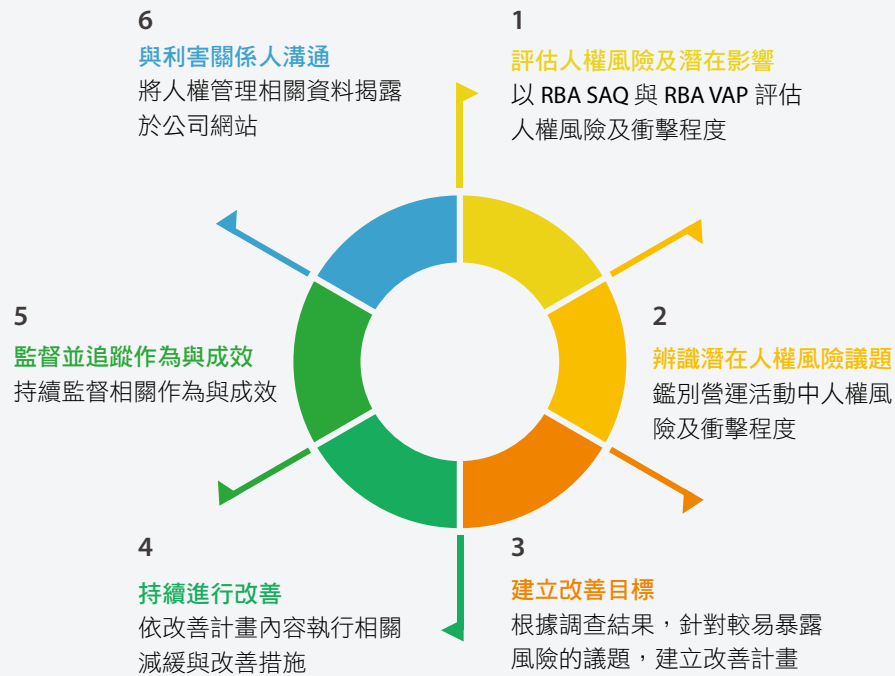 1
評估人權風險及潛在影響
以 RBA SAQ 與 RBA VAP 評估
人權風險及衝擊程度
2
辨識潛在人權風險議題
鑑別營運活動中人權風
險及衝擊程度
3
建立改善目標
根據調查結果，針對較易暴露
風險的議題，建立改善計畫
4
持續進行改善
依改善計畫內容執行相關
減緩與改善措施
5
監督並追蹤作為與成效
持續監督相關作為與成效
6
與利害關係人溝通
將人權管理相關資料揭露
於公司網站